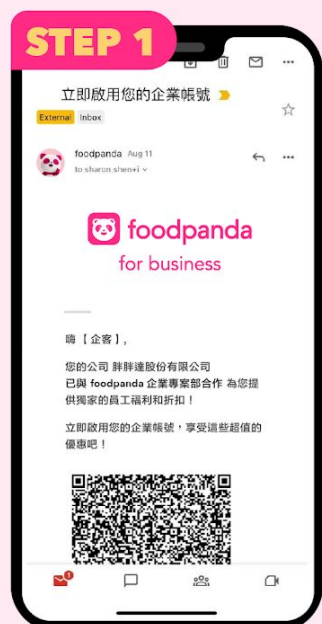 STEP 1
立即啟用您的企業帳號
External Inbox
foodpanda Aug 11
to sharon.shen+i
foodpanda
for business
嗨【企客】,
您的公司 胖胖達股份有限公司
已與 foodpanda 企業專案部合作 為您提
供獨家的員工福利和折扣！
立即啟用您的企業帳號，享受這些超值的
優惠吧！
1